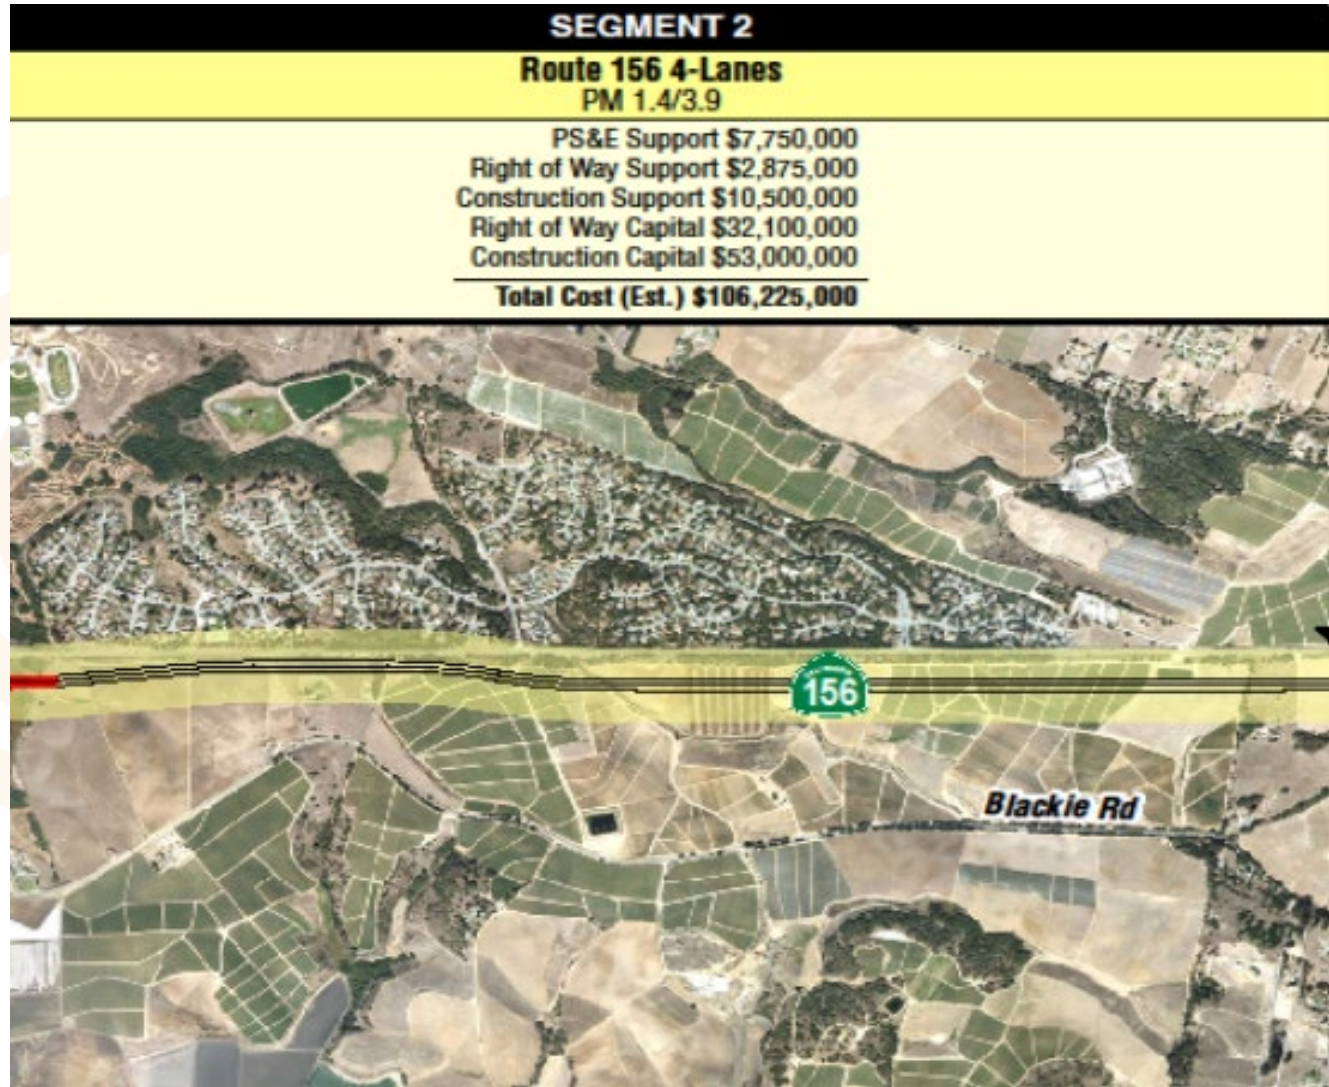 SEGMENT 2
Route 156 4-Lanes
PM 1.4/3.9
PS&E Support $7,750,000
Right of Way Support $2,875,000
Construction Support $10,500,000
Right of Way Capital $32,100,000
Construction Capital $53,000,000
Total Cost (Est.) $106,225,000
156
Blackie Rd